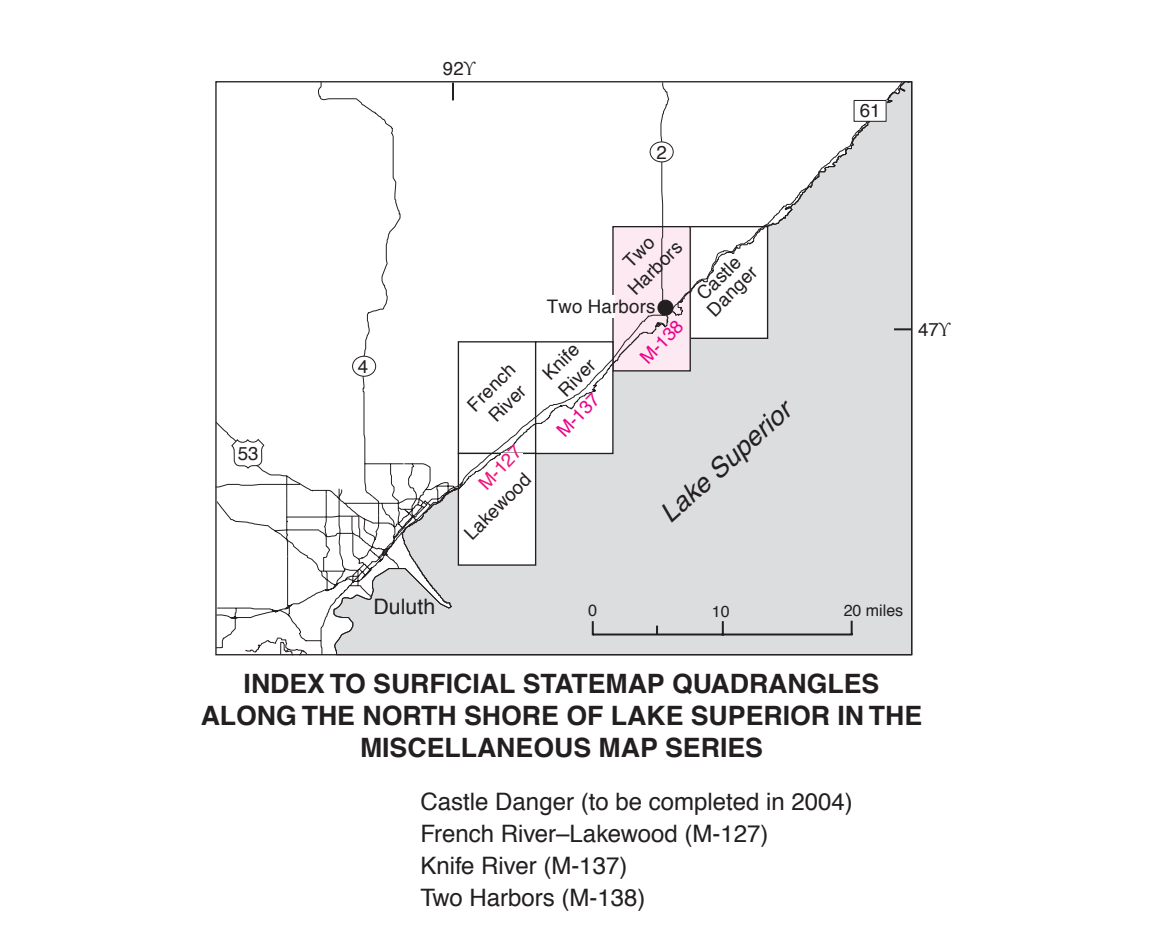 92ϒ
61
2
Two
Harbors
Castle
Danger
Two Harbors
47ϒ
M-138
Knife
River
French
River
4
M-137
Lake Superior
53
M-127
Lakewood
Duluth
0 10 20 miles
INDEX TO SURFICIAL STATEMAP QUADRANGLES
ALONG THE NORTH SHORE OF LAKE SUPERIOR IN THE
MISCELLANEOUS MAP SERIES
Castle Danger (to be completed in 2004)
French River–Lakewood (M-127)
Knife River (M-137)
Two Harbors (M-138)